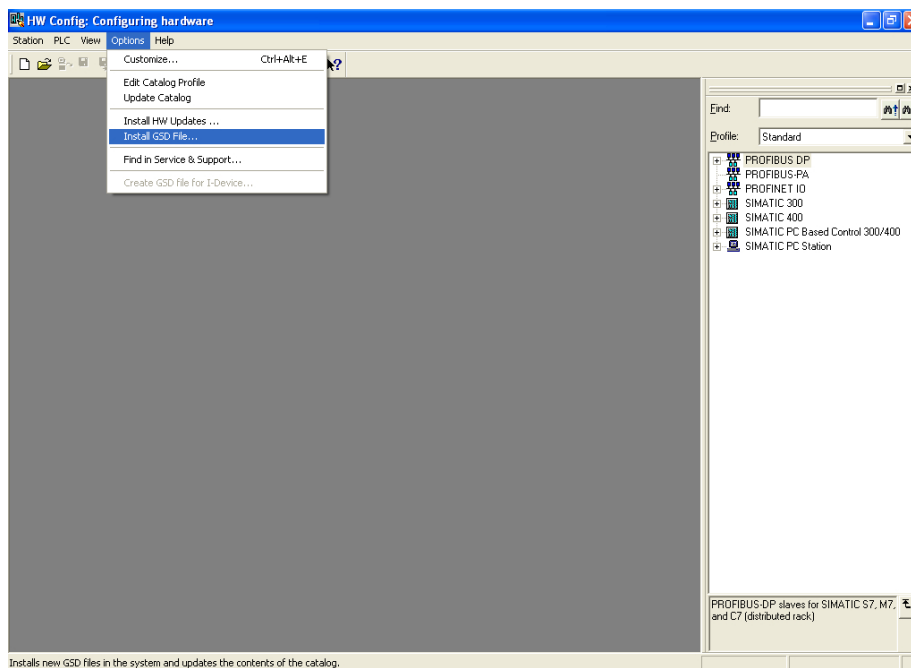 HW Config: Configuring hardware
Station PLC View Options Help
Customize... Ctrl+Alt+E
Edit Catalog Profile
Update Catalog
Install HW Updates ...
Install GSD File...
Find in Service & Support...
Create GSD file for I-Device...
Find:
Profile: Standard
PROFIBUS DP
PROFIBUS-PA
PROFINET IO
SIMATIC 300
SIMATIC 400
SIMATIC PC Based Control 300/400
SIMATIC PC Station
PROFIBUS-DP slaves for SIMATIC S7, M7,
and C7 (distributed rack)
Installs new GSD files in the system and updates the contents of the catalog.